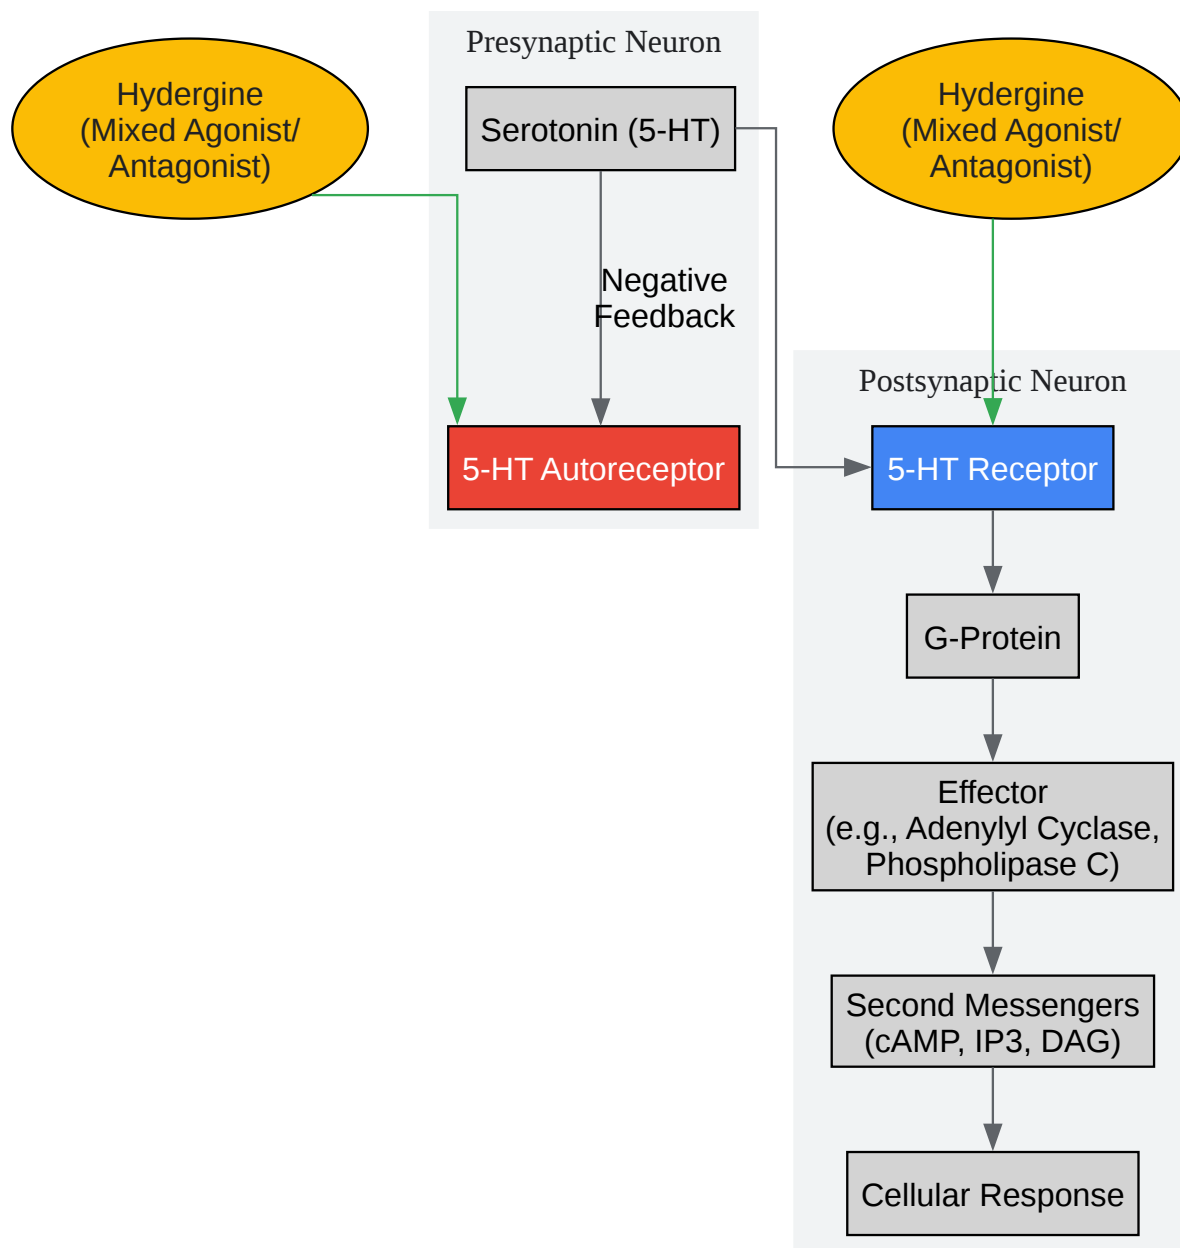 Hydergine
(Mixed Agonist/
Antagonist)
Presynaptic Neuron
Serotonin (5-HT)
Negative
Feedback
5-HT Autoreceptor
Hydergine
(Mixed Agonist/
Antagonist)
Postsynaptic Neuron
5-HT Receptor
G-Protein
Effector
(e.g., Adenylyl Cyclase,
Phospholipase C)
Second Messengers
(cAMP, IP3, DAG)
Cellular Response